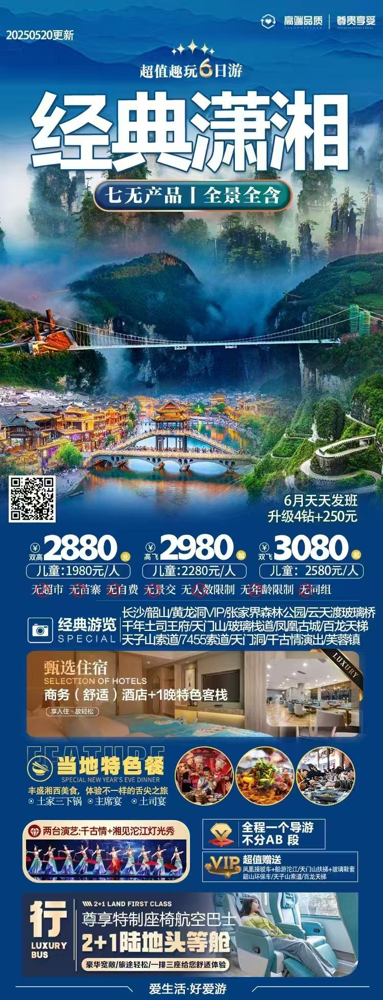 高端品质 | 尊贵享受
20250520更新
超值趣玩6日游
经典潇湘
七无产品丨全景全含
6月天天发班
升级4钻+250元
¥双高2880元
¥高飞2980起
¥双飞3080起
儿童:1980元/人
儿童:2280元/人
儿童: 2580元/人
无超市 无苗寨 无自费 无景交 无人数限制 无年龄限制 无同组
经典游览
SPECIAL
长沙/韶山/黄龙洞VIP/张家界森林公园/云天渡玻璃桥
千年土司王府/天门山/玻璃栈道/凤凰古城/百龙天梯
天子山索道/7455索道/天门洞/千古情演出/芙蓉镇
甄选住宿
SELECTION OF HOTELS
商务（舒适）酒店+1晚特色客栈
享入住·放轻松
LUXURY
FEATURE
当地特色餐
SPECIAL NEW YEAR'S EVE DINNER
丰盛湘西美食，体验不一样的舌尖之旅
土家三下锅 主席宴 土司宴
两台演艺:千古情+湘见沱江灯光秀
全程一个导游
不分AB 段
VIP
超值赠送
凤凰接驳车+船游沱江/天门山扶梯+玻璃鞋套
韶山环保车/天子山索道/百龙天梯
行
LUXURY
BUS
2+1 LAND FIRST CLASS
尊享特制座椅航空巴士
2+1陆地头等舱
豪华宽敞/旅途轻松/一排三座给您舒适体验
爱生活·好爱游